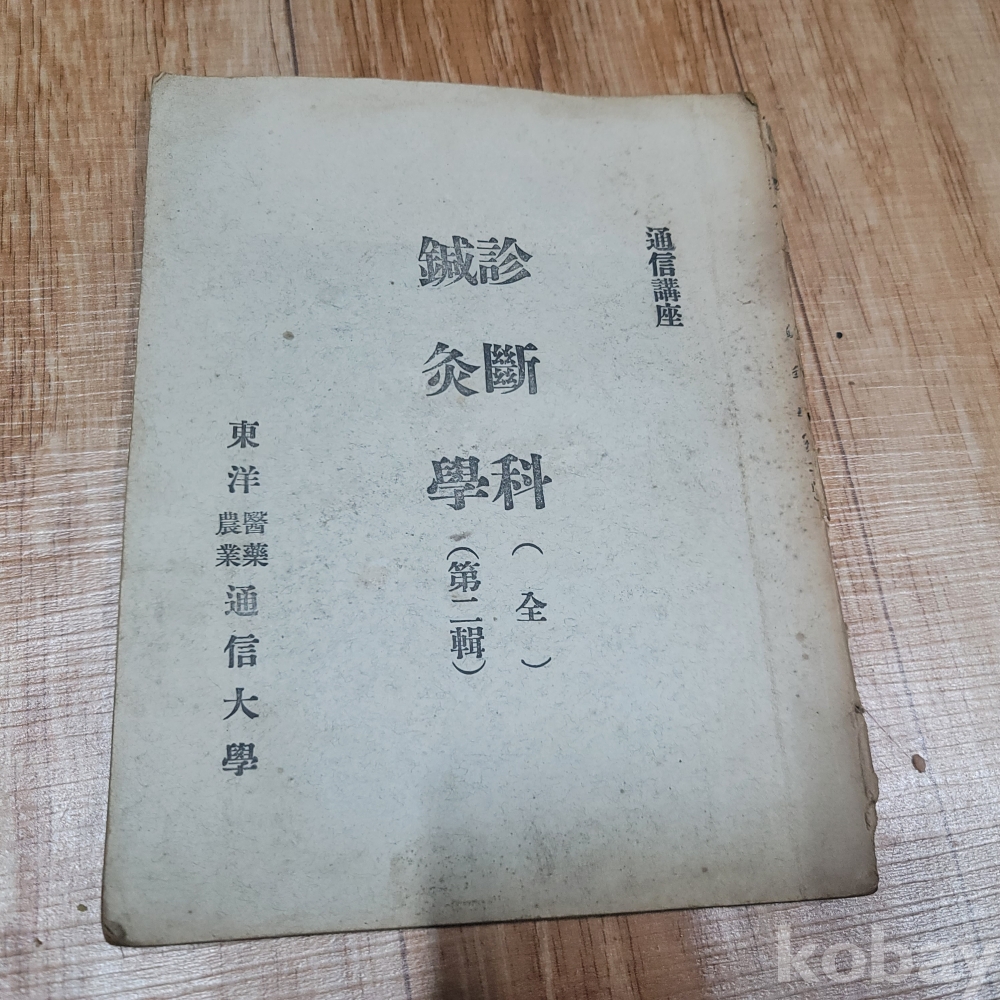 通信講座
診斷科(全)
鍼灸學(第二輯)
東洋醫藥農業通信大學
kobay